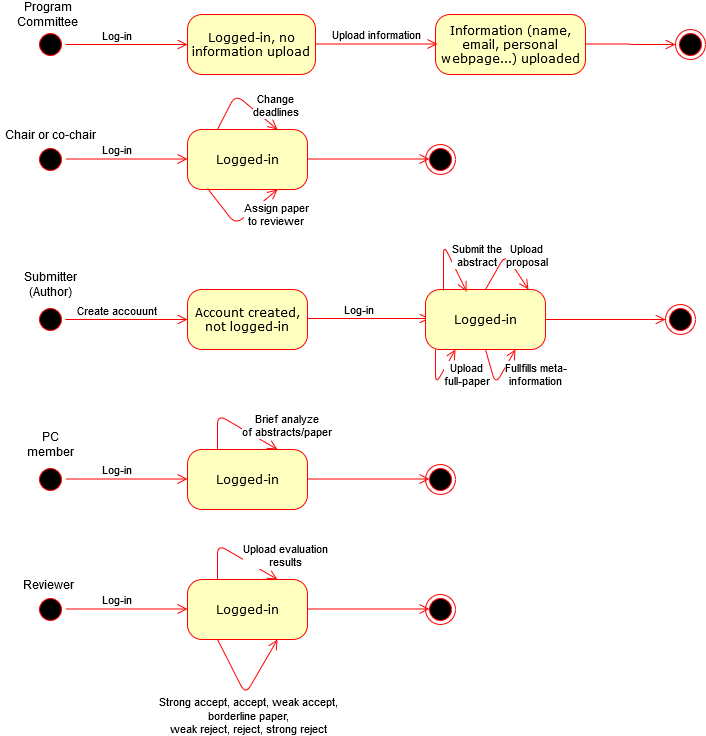 Program
Committee
Log-in
Logged-in, no
information upload
Upload information
Information (name,
email, personal
webpage...) uploaded
Chair or co-chair
Log-in
Change
deadlines
Logged-in
Assign paper
to reviewer
Submitter
(Author)
Create accouunt
Account created,
not logged-in
Log-in
Submit the
abstract
Upload
proposal
Logged-in
Upload
full-paper
Fullfills meta-
information
PC
member
Log-in
Brief analyze
of abstracts/paper
Logged-in
Reviewer
Log-in
Upload evaluation
results
Logged-in
Strong accept, accept, weak accept,
borderline paper,
weak reject, reject, strong reject